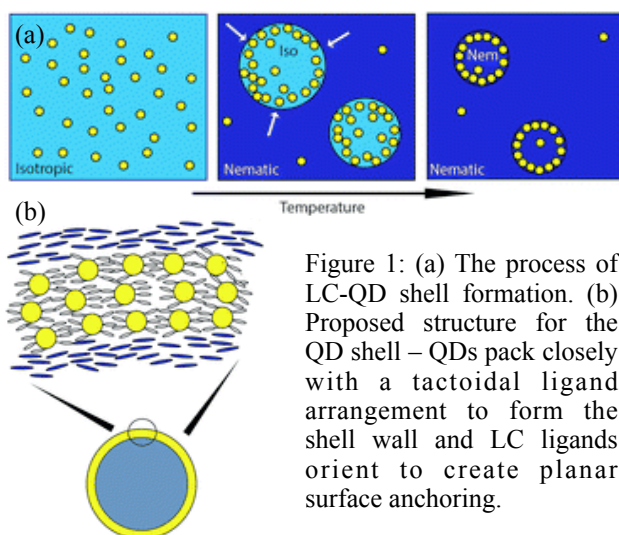 (a)
Iso
Nem
Isotropic
Nematic
Nematic
Temperature
(b)
Figure 1: (a) The process of
LC-QD shell formation. (b)
Proposed structure for the
QD shell – QDs pack closely
with a tactoidal ligand
arrangement to form the
shell wall and LC ligands
orient to create planar
surface anchoring.